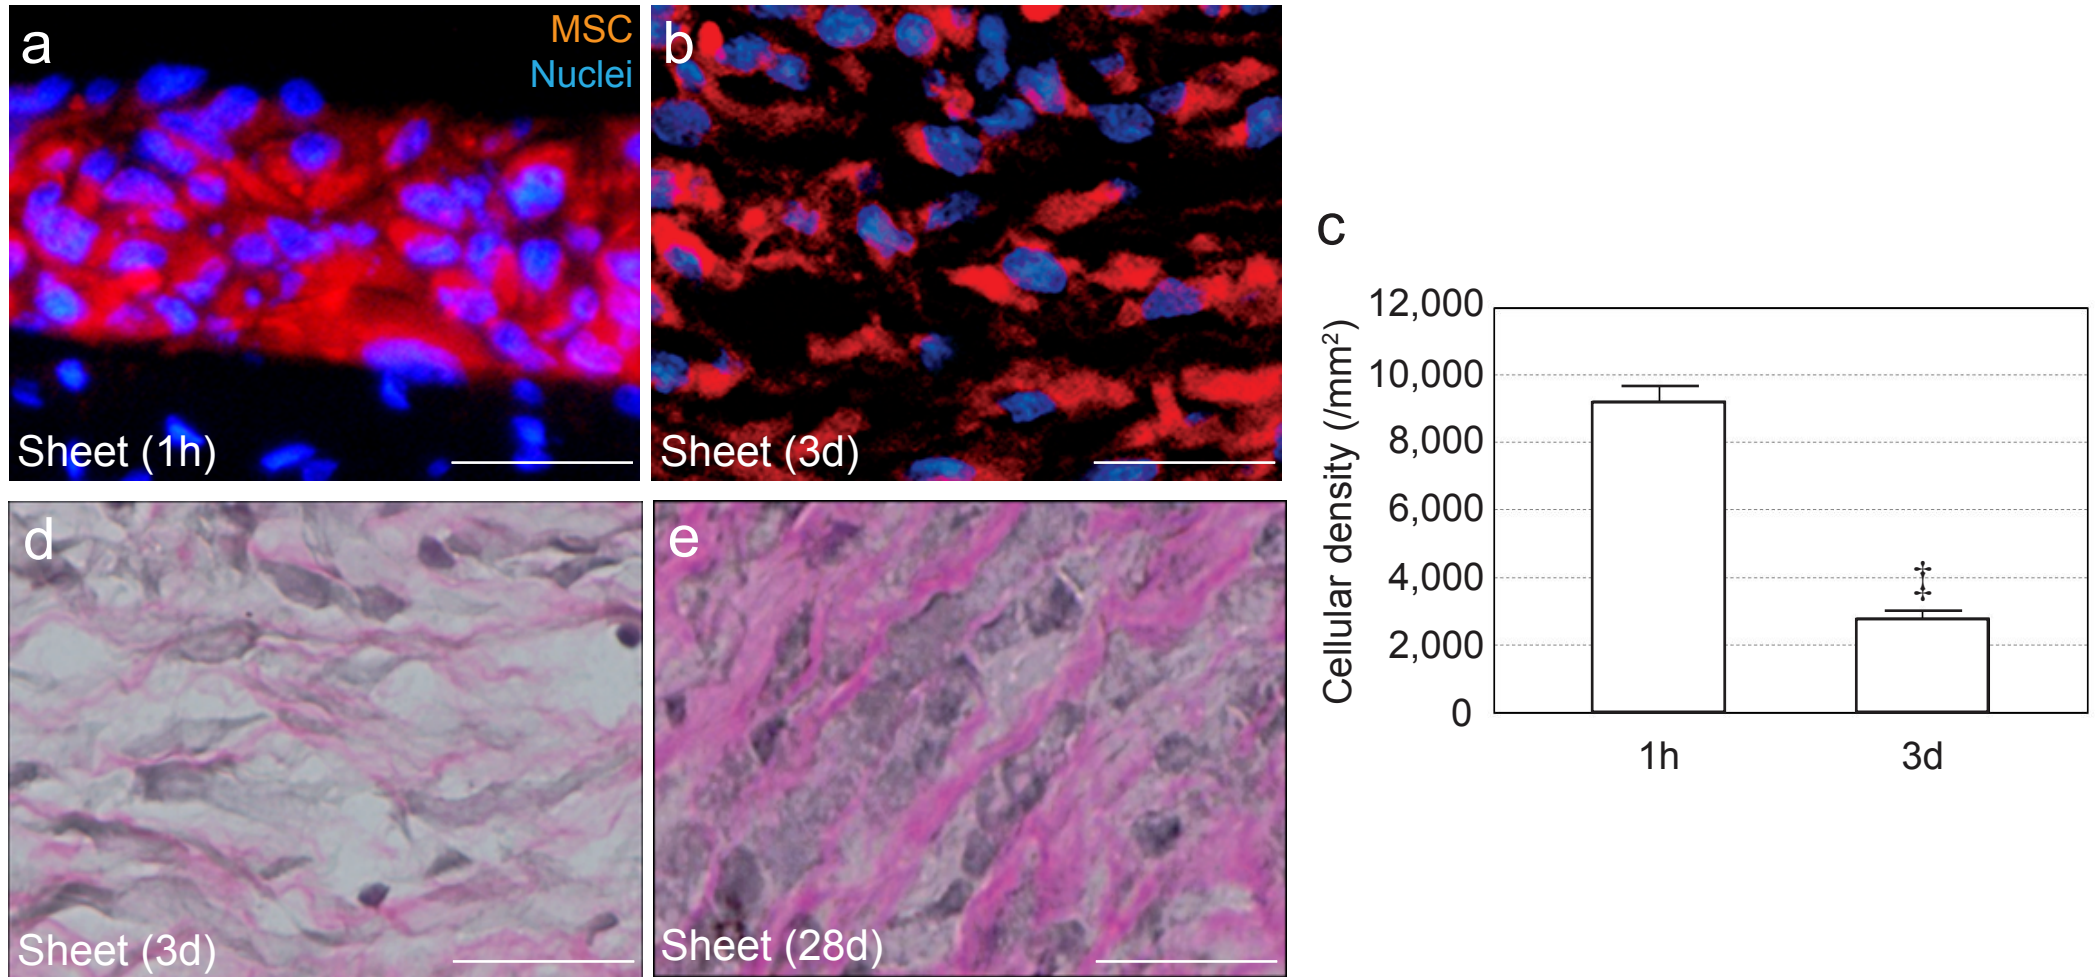 a
MSC
Nuclei
Sheet (1h)
b
Sheet (3d)
c
Cellular density (/mm²)
12,000
10,000
8,000
6,000
4,000
2,000
0
‡
1h
3d
d
Sheet (3d)
e
Sheet (28d)